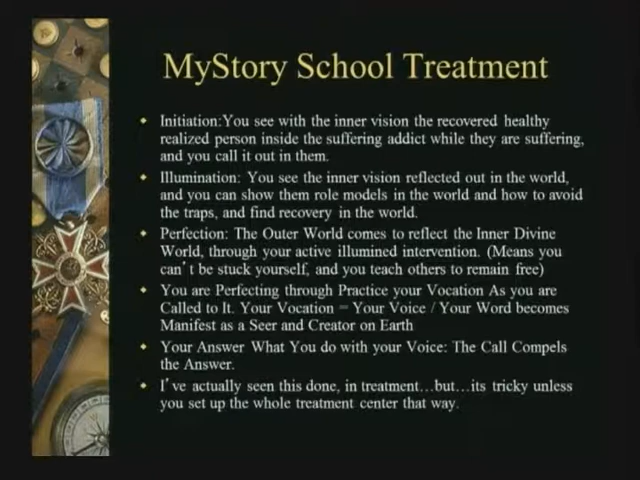 MyStory School Treatment
Initiation:You see with the inner vision the recovered healthy
realized person inside the suffering addict while they are suffering,
and you call it out in them.
Illumination: You see the inner vision reflected out in the world,
and you can show them role models in the world and how to avoid
the traps, and find recovery in the world.
Perfection: The Outer World comes to reflect the Inner Divine
World, through your active illumined intervention. (Means you
can't be stuck yourself, and you teach others to remain free)
You are Perfecting through Practice your Vocation As you are
Called to It. Your Vocation = Your Voice / Your Word becomes
Manifest as a Seer and Creator on Earth
Your Answer What You do with your Voice: The Call Compels
the Answer.
I've actually seen this done, in treatment…but…its tricky unless
you set up the whole treatment center that way.